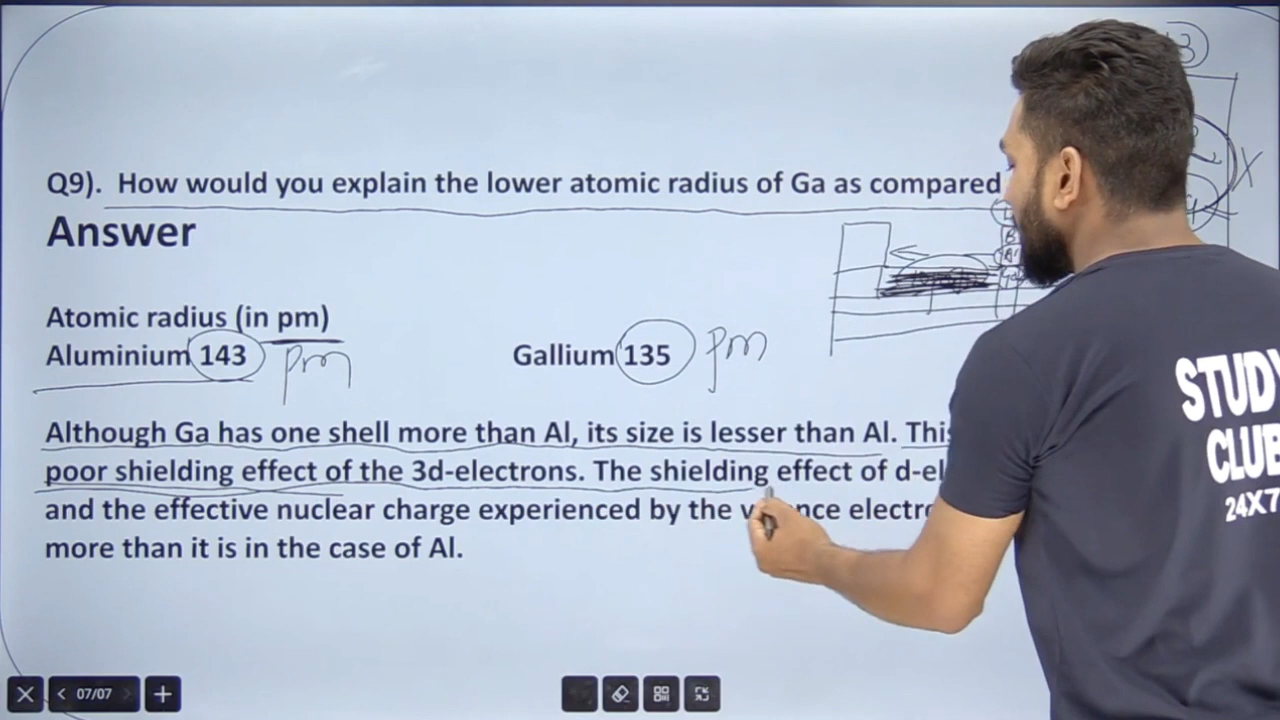 Q9). How would you explain the lower atomic radius of Ga as compared
Answer
Atomic radius (in pm)
Aluminium 143 pm Gallium 135 pm
Although Ga has one shell more than Al, its size is lesser than Al. This
poor shielding effect of the 3d-electrons. The shielding effect of d-el
and the effective nuclear charge experienced by the electro
more than it is in the case of Al.
STUDY
CLUB
24X7
07/07